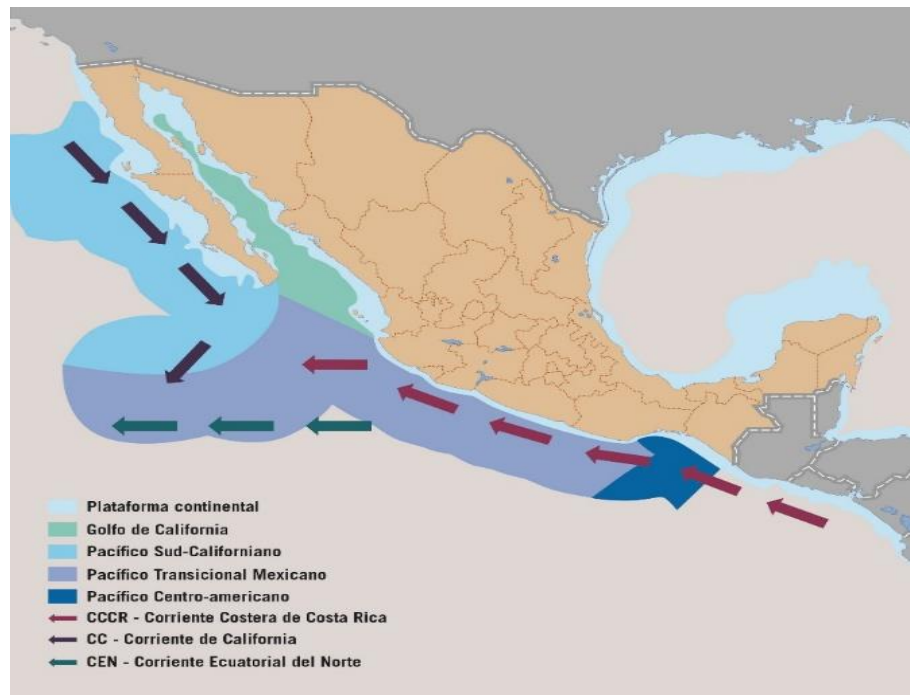 Plataforma continental
Golfo de California
Pacífico Sud-Californiano
Pacífico Transicional Mexicano
Pacífico Centro-americano
CCCR - Corriente Costera de Costa Rica
CC - Corriente de California
CEN - Corriente Ecuatorial del Norte